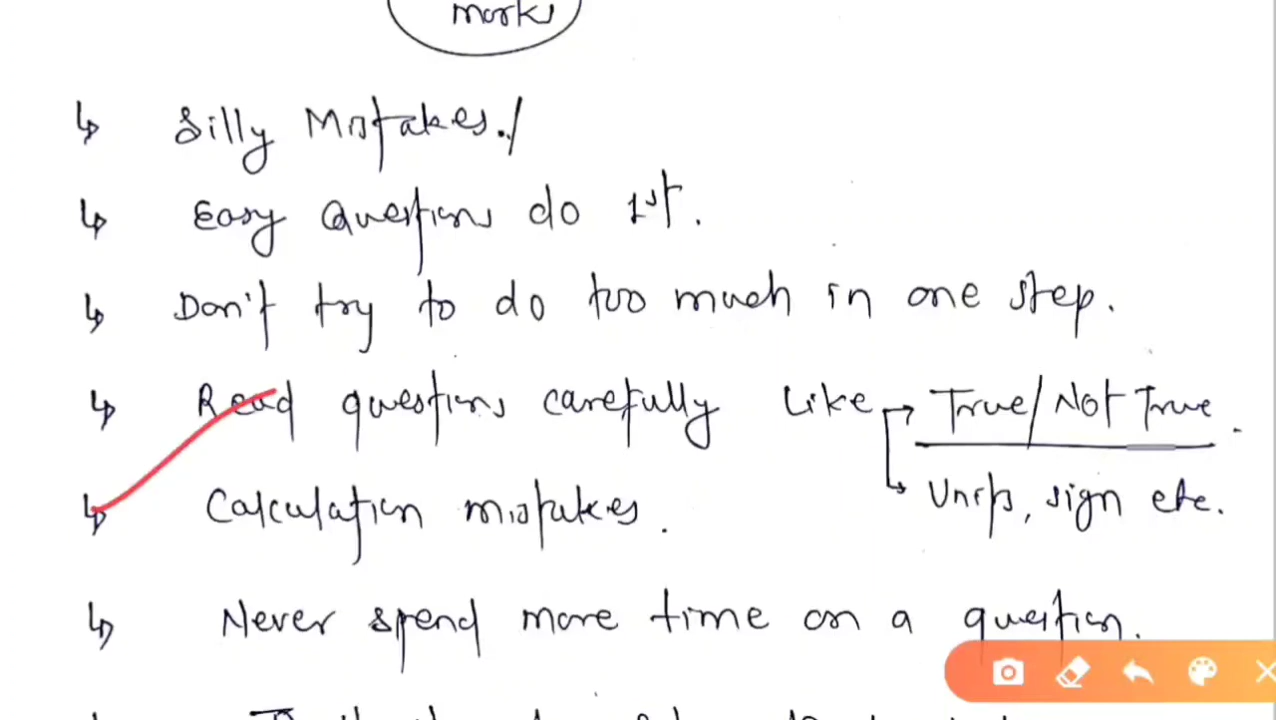 mark
↳ Silly Mistakes./
↳ Easy Questions do 1st.
↳ Don't try to do too much in one step.
↳ Read questions carefully like → True/Not True.
↳ Units, sign etc.
↳ Calculation mistakes.
↳ Never spend more time on a question.